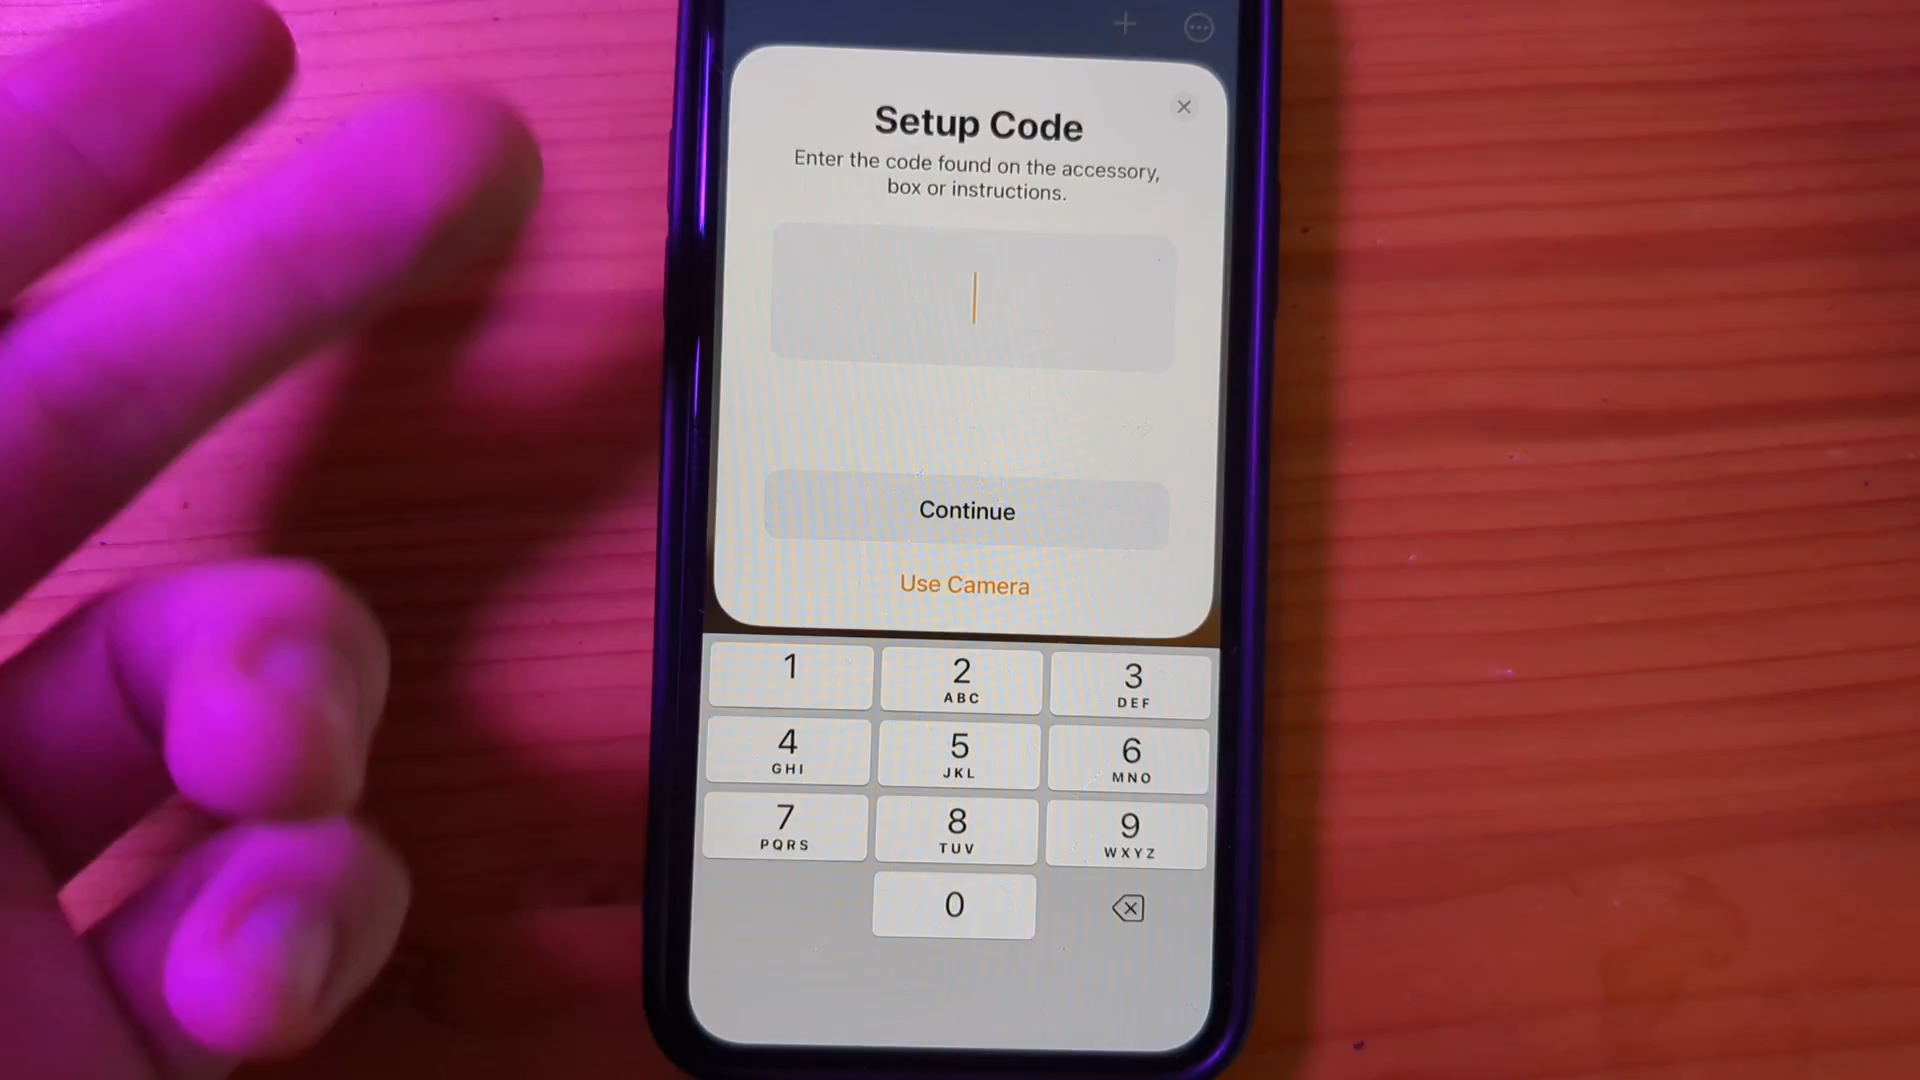 Setup Code
Enter the code found on the accessory,
box or instructions.
Continue
Use Camera
1
2
ABC
3
DEF
4
GHI
5
JKL
6
MNO
7
PQRS
8
TUV
9
WXYZ
0